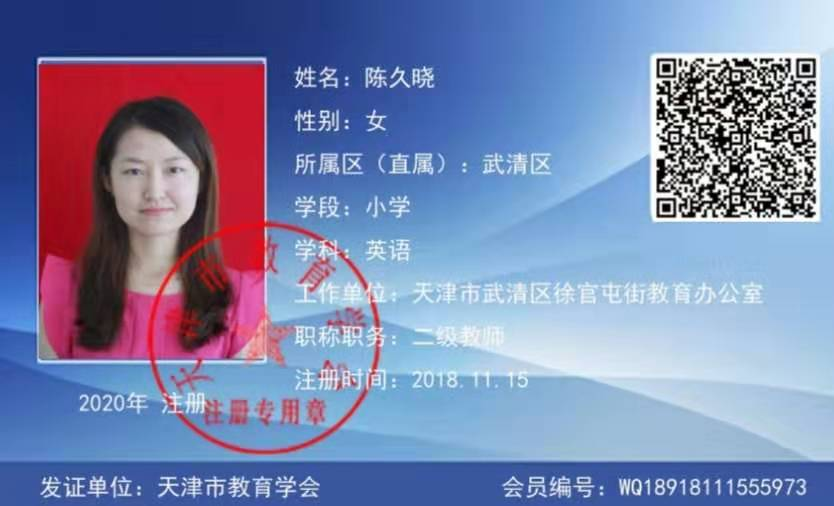 姓名：陈久晓
性别：女
所属区（直属）：武清区
学段：小学
学科：英语
工作单位：天津市武清区徐官屯街教育办公室
职称职务：二级教师
注册时间：2018.11.15
2020年 注册
天津市教育学会
注册专用章
发证单位：天津市教育学会
会员编号：WQ18918111555973